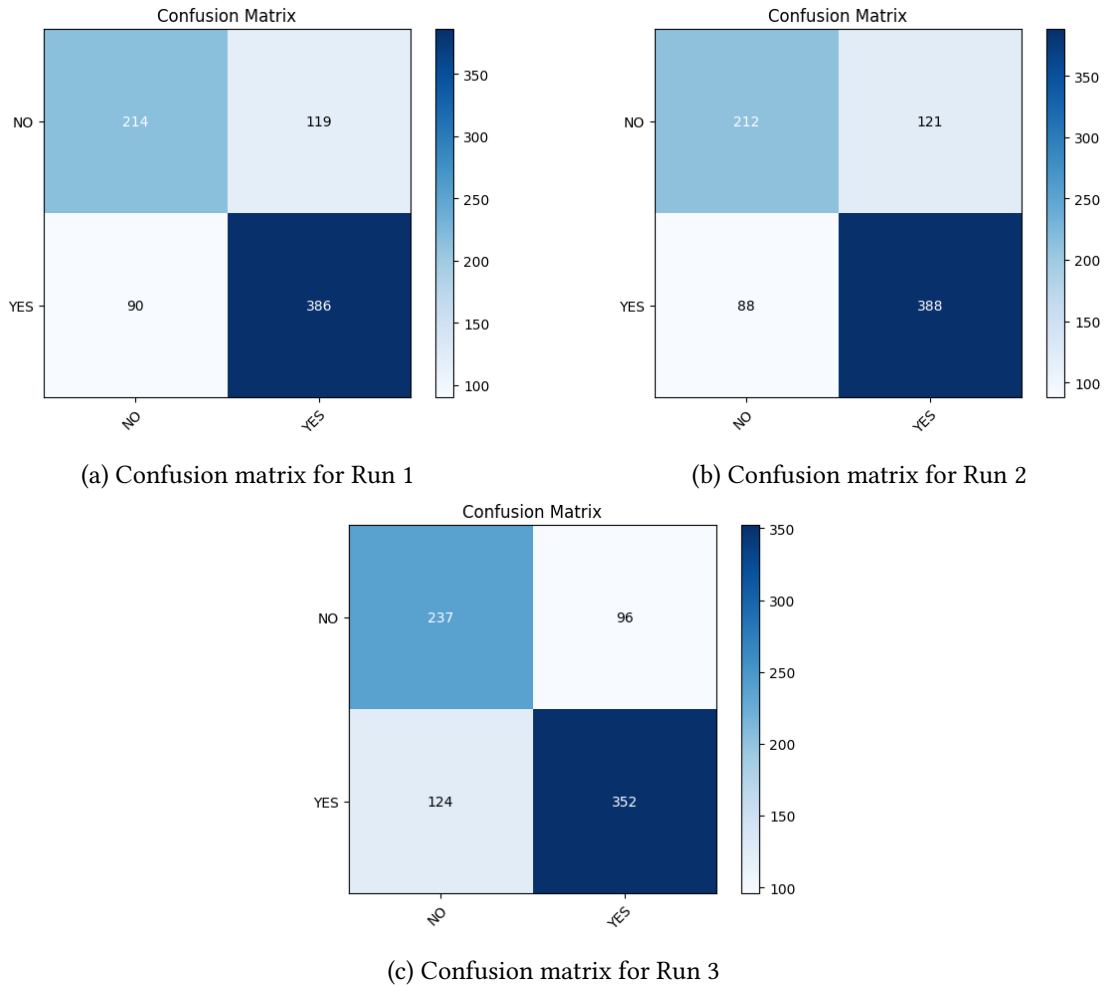 Confusion Matrix
NO
YES
214
119
90
386
NO
YES
350
300
250
200
150
100
(a) Confusion matrix for Run 1
Confusion Matrix
212
121
88
388
NO
YES
NO
YES
350
300
250
200
150
100
(b) Confusion matrix for Run 2
Confusion Matrix
NO
YES
237
96
124
352
NO
YES
350
300
250
200
150
100
(c) Confusion matrix for Run 3